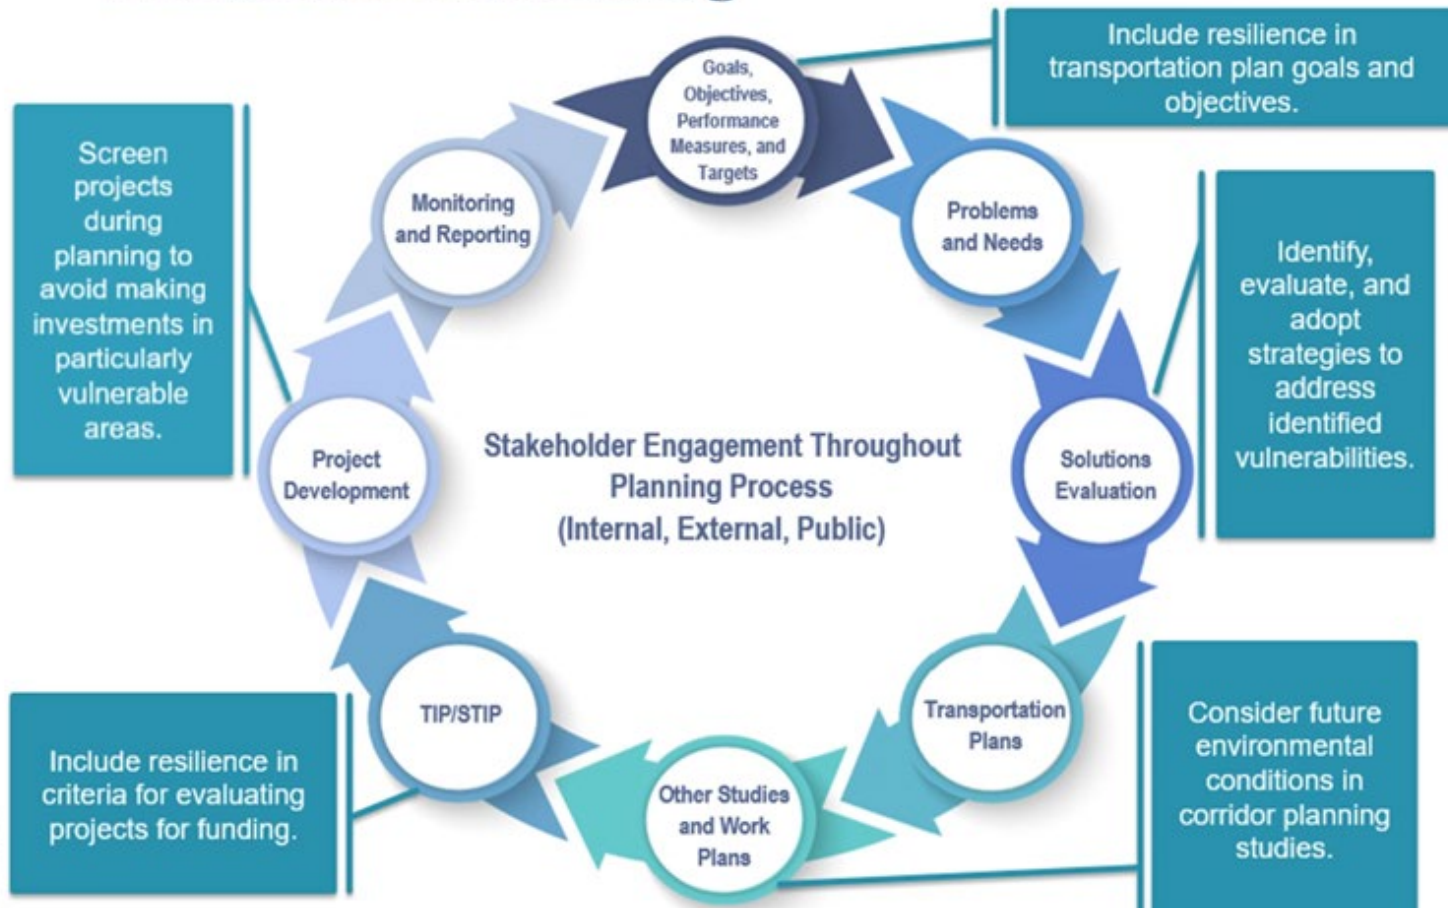 Include resilience in
transportation plan goals and
objectives.
Goals,
Objectives,
Performance
Measures, and
Targets
Screen
projects
during
planning to
avoid making
investments in
particularly
vulnerable
areas.
Monitoring
and Reporting
Problems
and Needs
Identify,
evaluate, and
adopt
strategies to
address
identified
vulnerabilities.
Project
Development
Stakeholder Engagement Throughout
Planning Process
(Internal, External, Public)
Solutions
Evaluation
TIP/STIP
Transportation
Plans
Include resilience in
criteria for evaluating
projects for funding.
Other Studies
and Work
Plans
Consider future
environmental
conditions in
corridor planning
studies.